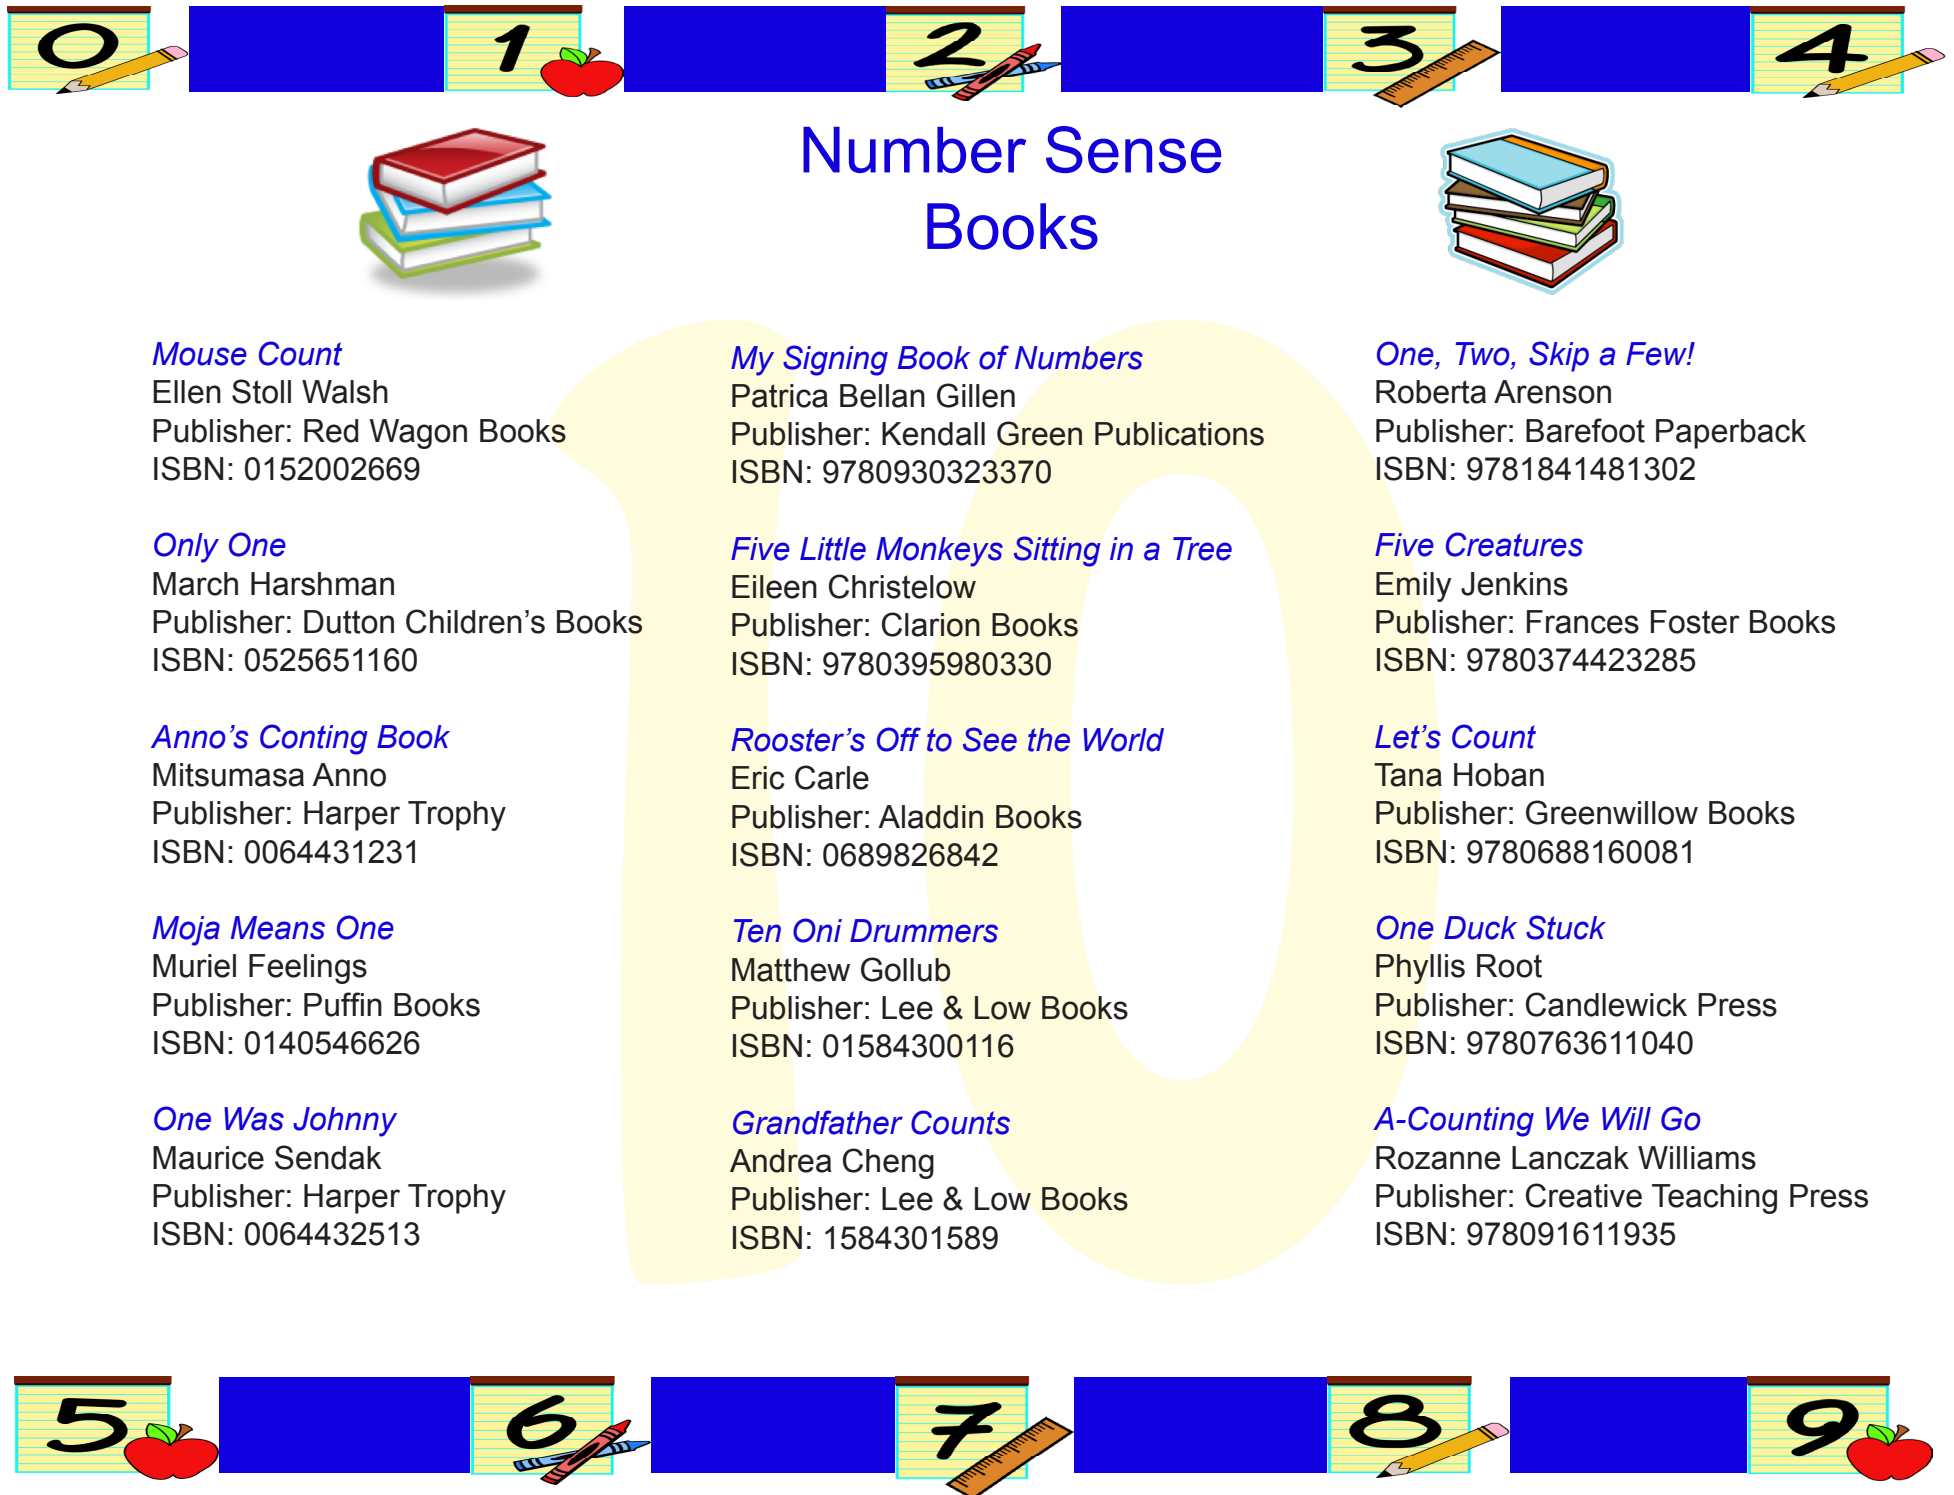 0
1
2
3
4
Number Sense
Books
Mouse Count
Ellen Stoll Walsh
Publisher: Red Wagon Books
ISBN: 0152002669
Only One
March Harshman
Publisher: Dutton Children’s Books
ISBN: 0525651160
Anno’s Conting Book
Mitsumasa Anno
Publisher: Harper Trophy
ISBN: 0064431231
Moja Means One
Muriel Feelings
Publisher: Puffin Books
ISBN: 0140546626
One Was Johnny
Maurice Sendak
Publisher: Harper Trophy
ISBN: 0064432513
My Signing Book of Numbers
Patrica Bellan Gillen
Publisher: Kendall Green Publications
ISBN: 9780930323370
Five Little Monkeys Sitting in a Tree
Eileen Christelow
Publisher: Clarion Books
ISBN: 9780395980330
Rooster’s Off to See the World
Eric Carle
Publisher: Aladdin Books
ISBN: 0689826842
Ten Oni Drummers
Matthew Gollub
Publisher: Lee & Low Books
ISBN: 01584300116
Grandfather Counts
Andrea Cheng
Publisher: Lee & Low Books
ISBN: 1584301589
One, Two, Skip a Few!
Roberta Arenson
Publisher: Barefoot Paperback
ISBN: 9781841481302
Five Creatures
Emily Jenkins
Publisher: Frances Foster Books
ISBN: 9780374423285
Let’s Count
Tana Hoban
Publisher: Greenwillow Books
ISBN: 9780688160081
One Duck Stuck
Phyllis Root
Publisher: Candlewick Press
ISBN: 9780763611040
A-Counting We Will Go
Rozanne Lanczak Williams
Publisher: Creative Teaching Press
ISBN: 978091611935
10
5
6
7
8
9